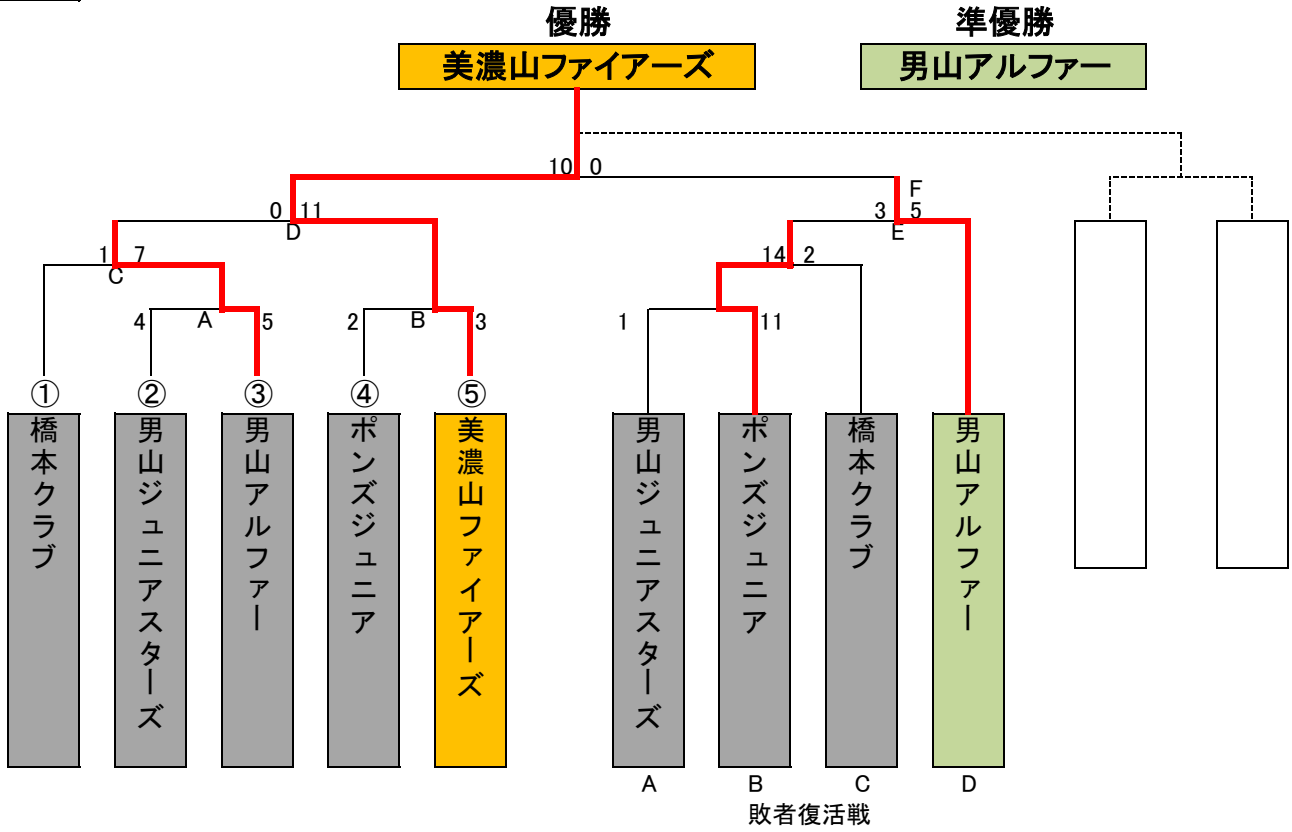 優勝
準優勝
美濃山ファイアーズ
男山アルファー
10 0
F
0 11
3 5
D
E
1 7
14 2
C
4 A 5
2 B 3
1 11
① ② ③ ④ ⑤
橋本クラブ
男山ジュニアスターズ
男山アルファー
ポンズジュニア
美濃山ファイアーズ
男山ジュニアスターズ
ポンズジュニア
橋本クラブ
男山アルファー
A B C D
敗者復活戦